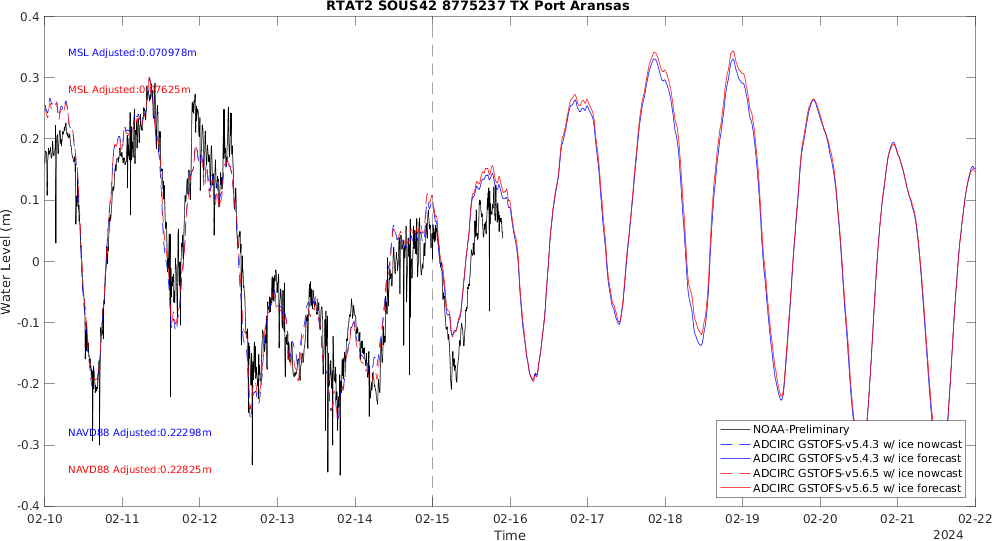 RTAT2 SOUS42 8775237 TX Port Aransas
0.4
0.3
0.2
0.1
0
-0.1
-0.2
-0.3
-0.4
Water Level (m)
MSL Adjusted:0.070978m
MSL Adjusted:0.07625m
NAVD88 Adjusted:0.22298m
NAVD88 Adjusted:0.22825m
NOAA-Preliminary
ADCIRC GSTOFS-v5.4.3 w/ ice nowcast
ADCIRC GSTOFS-v5.4.3 w/ ice forecast
ADCIRC GSTOFS-v5.6.5 w/ ice nowcast
ADCIRC GSTOFS-v5.6.5 w/ ice forecast
02-10 02-11 02-12 02-13 02-14 02-15 02-16 02-17 02-18 02-19 02-20 02-21 02-22
Time
2024